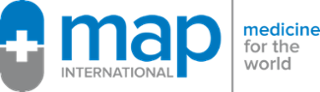 map
INTERNATIONAL
medicine
for the
world